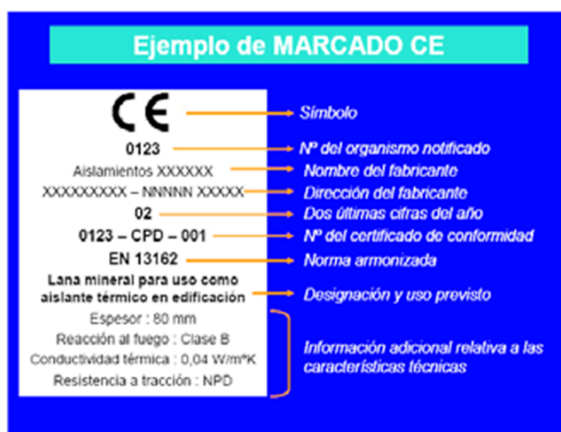 Ejemplo de MARCADO CE
CE
Símbolo
0123
Nº del organismo notificado
Aislamientos XXXXXX
Nombre del fabricante
XXXXXXXXX – NNNNN XXXXX
Dirección del fabricante
02
Dos últimas cifras del año
0123 – CPD – 001
Nº del certificado de conformidad
EN 13162
Norma armonizada
Lana mineral para uso como
aislante térmico en edificación
Designación y uso previsto
Espesor : 80 mm
Reacción al fuego : Clase B
Conductividad térmica : 0,04 W/mºK
Resistencia a tracción : NPD
Información adicional relativa a las
características técnicas